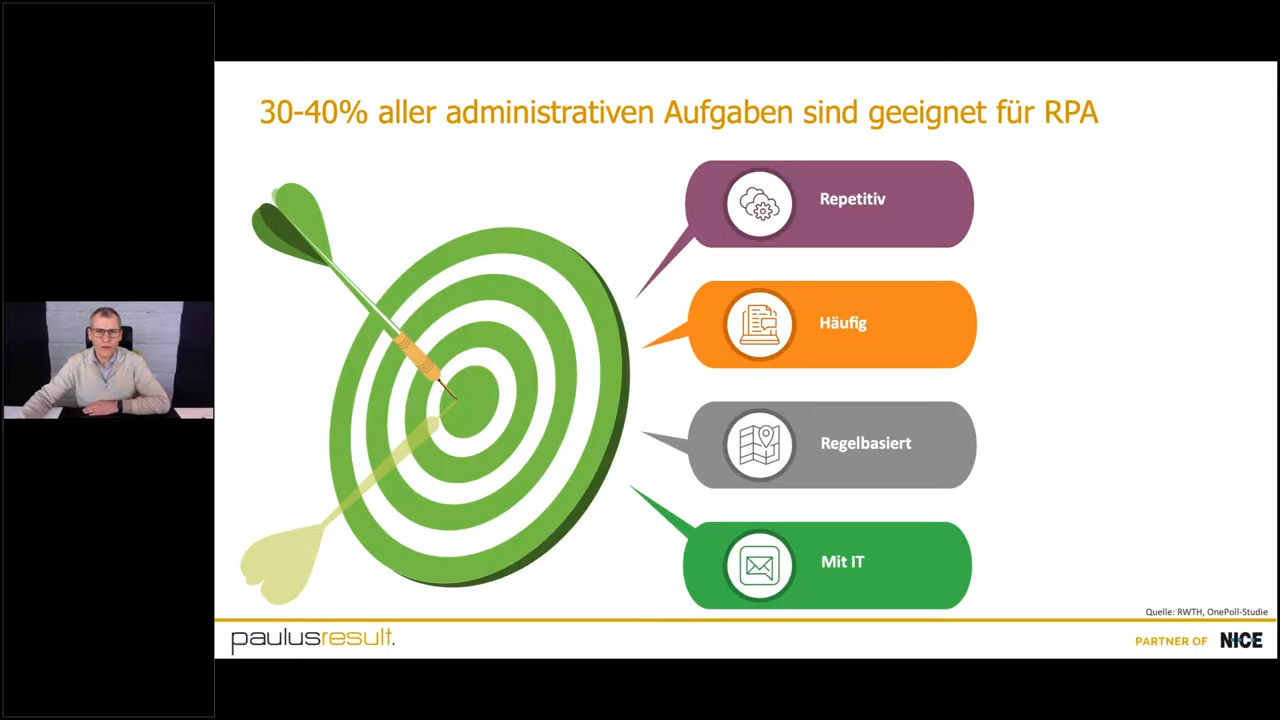 30-40% aller administrativen Aufgaben sind geeignet für RPA
Repetitiv
Häufig
Regelbasiert
Mit IT
Quelle: RWTH, OnePoll-Studie
paulusresult.
PARTNER OF NICE